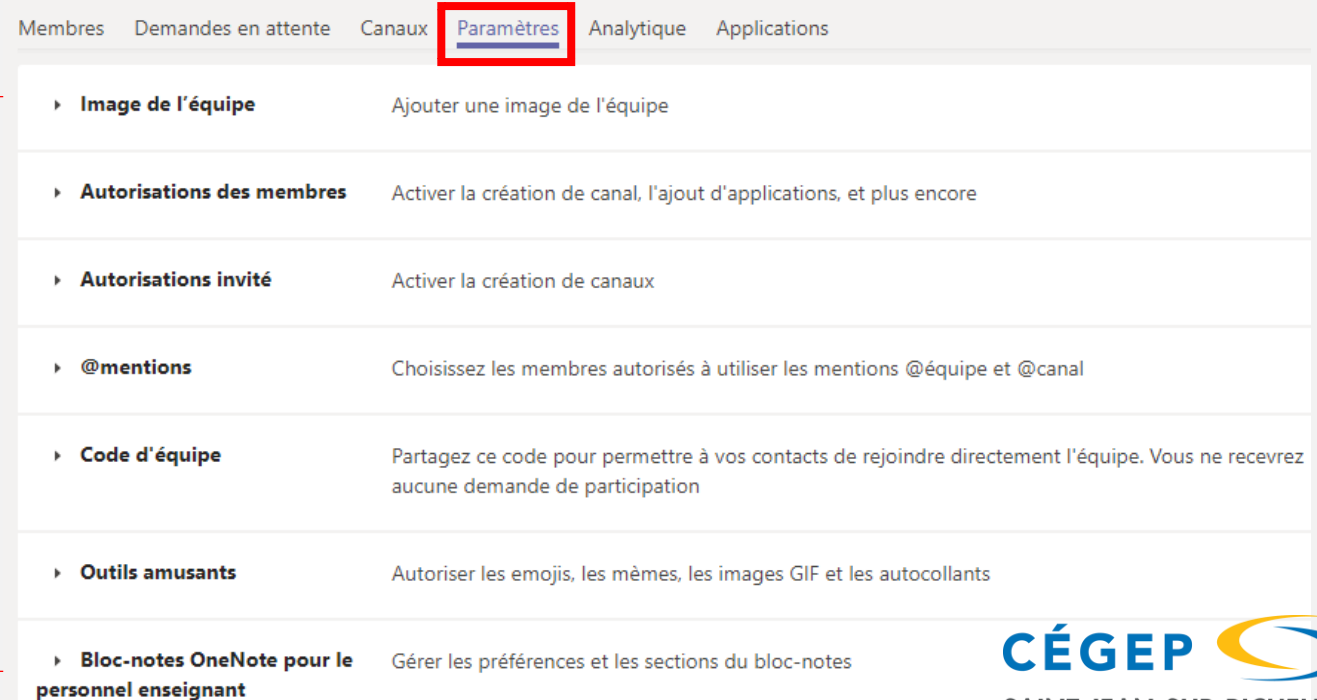 Membres Demandes en attente Canaux Paramètres Analytique Applications
Image de l'équipe Ajouter une image de l'équipe
Autorisations des membres Activer la création de canal, l'ajout d'applications, et plus encore
Autorisations invité Activer la création de canaux
@mentions Choisissez les membres autorisés à utiliser les mentions @équipe et @canal
Code d'équipe Partagez ce code pour permettre à vos contacts de rejoindre directement l'équipe. Vous ne recevrez
aucune demande de participation
Outils amusants Autoriser les emojis, les mèmes, les images GIF et les autocollants
Bloc-notes OneNote pour le Gérer les préférences et les sections du bloc-notes
personnel enseignant
CÉGEP